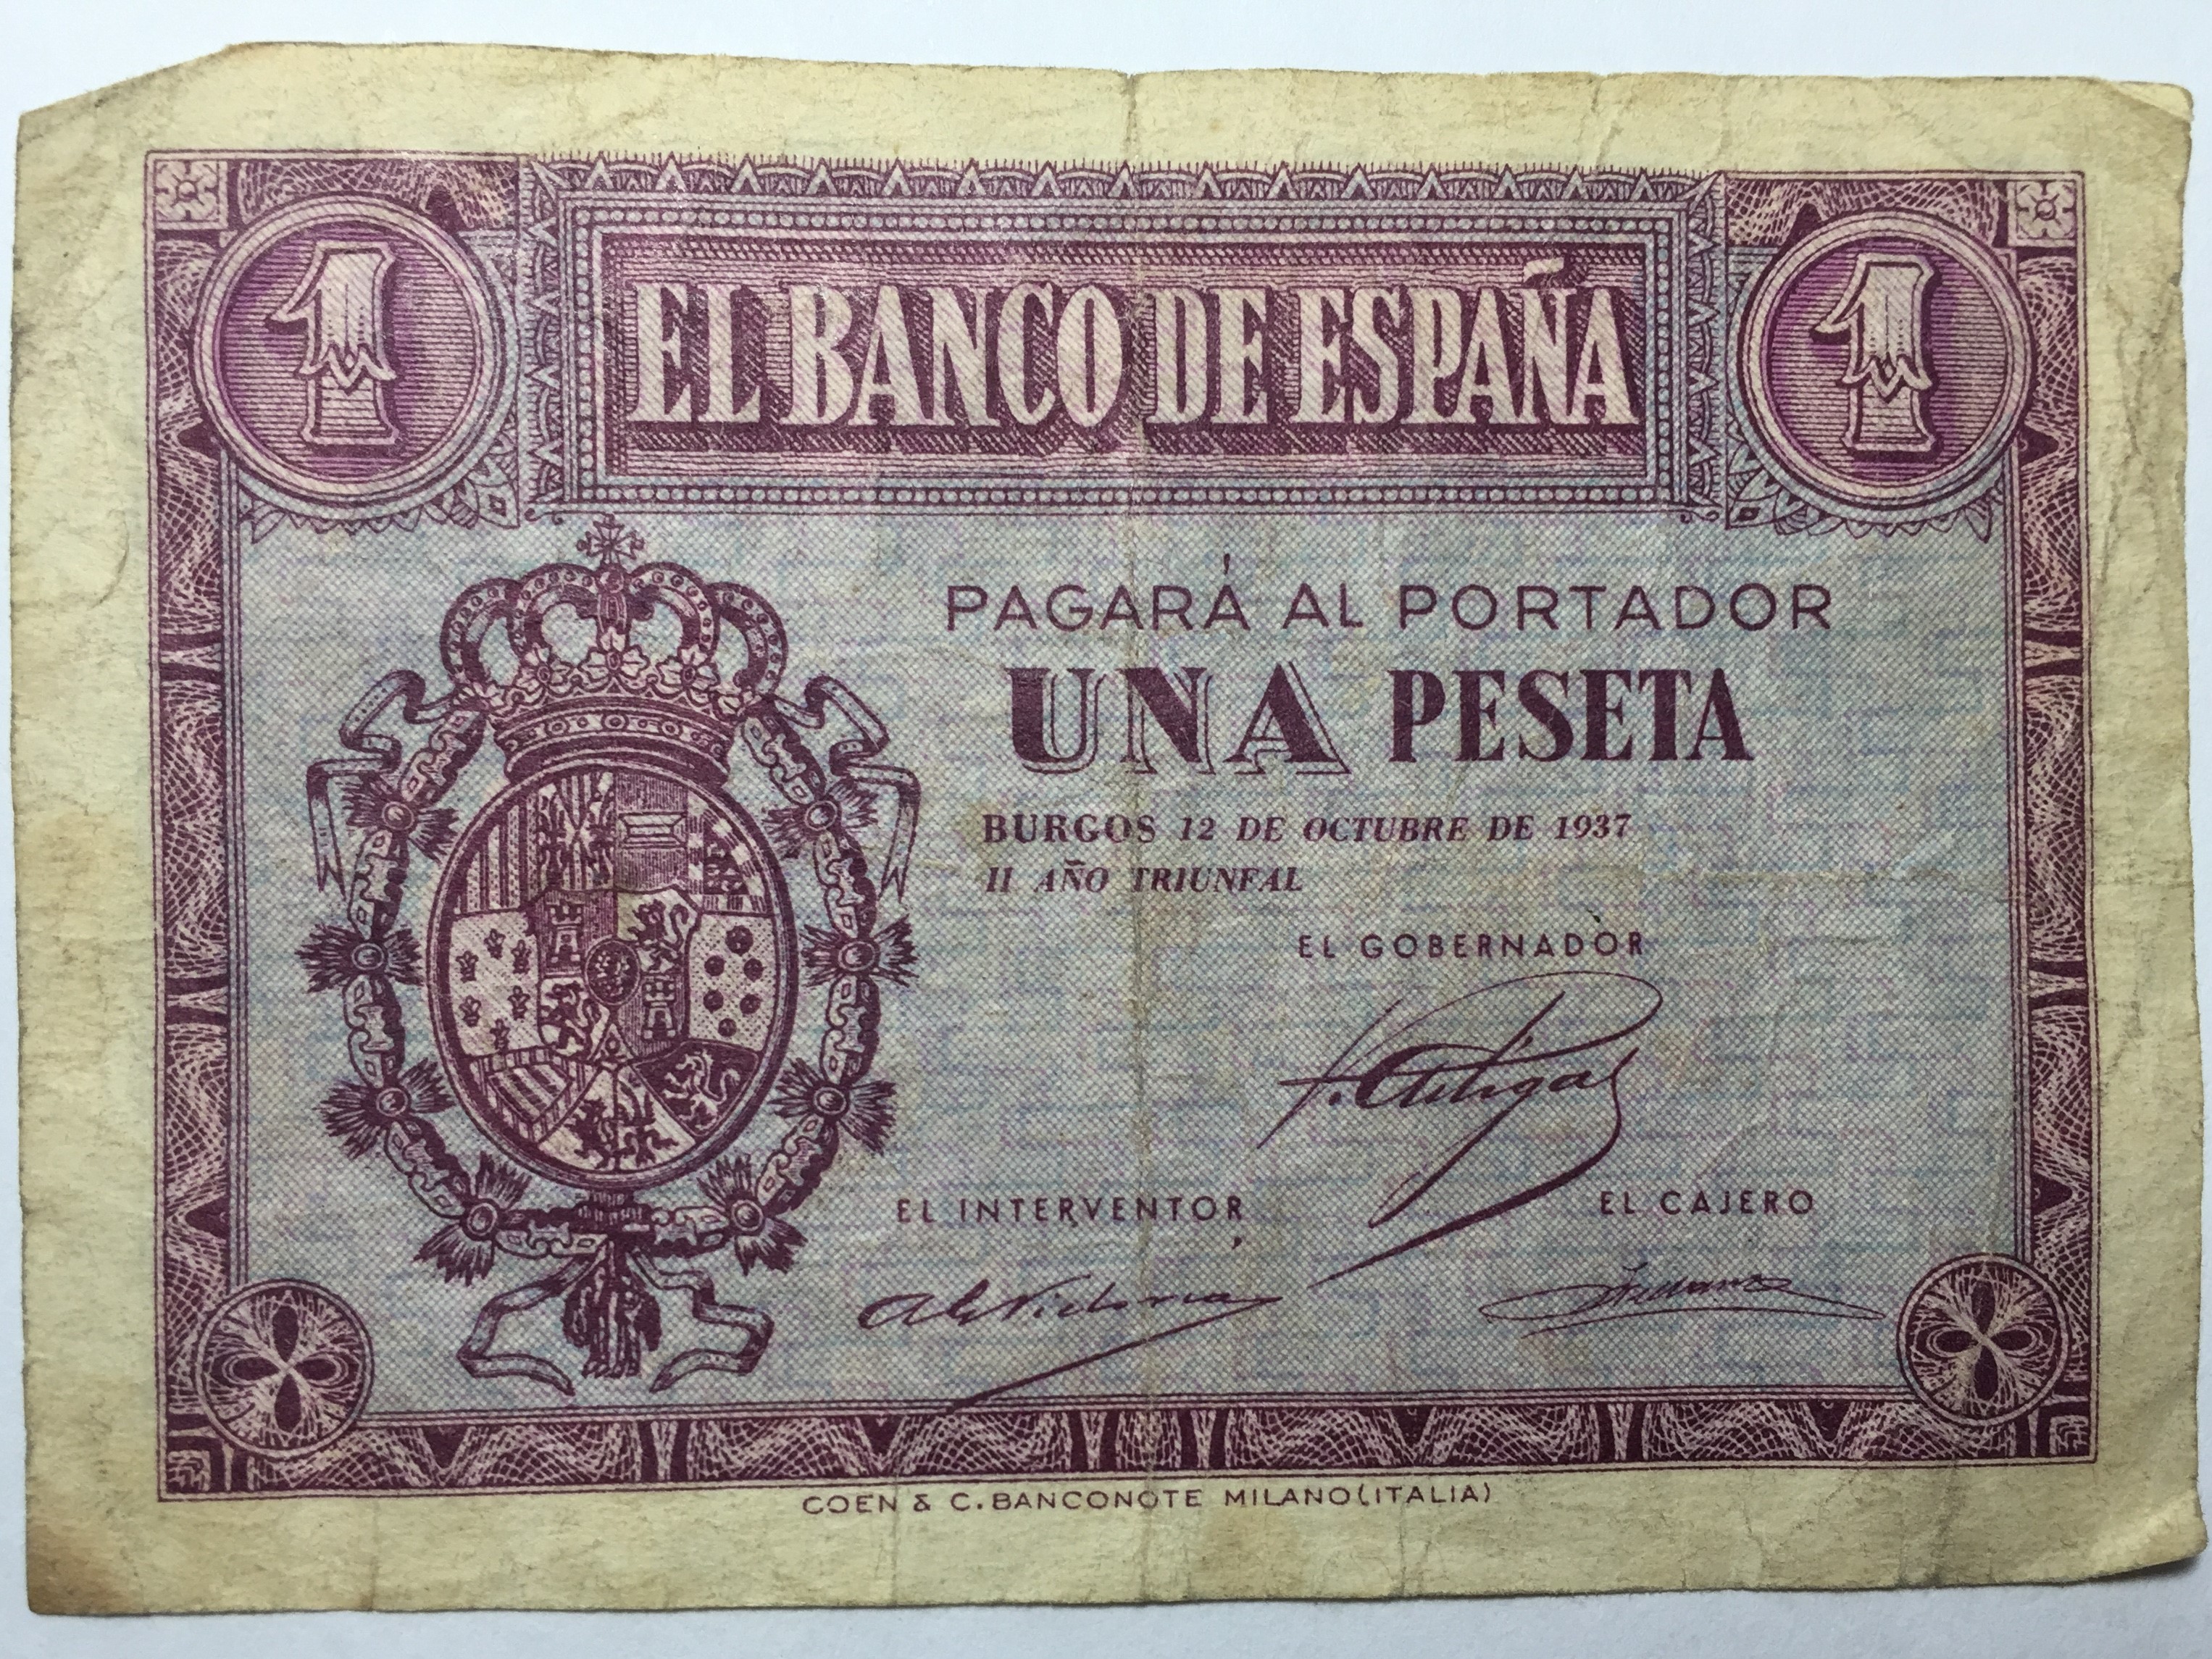 1 EL BANCO DE ESPAÑA 1
PAGARÁ AL PORTADOR
UNA PESETA
BURGOS 12 DE OCTUBRE DE 1937
II AÑO TRIUNFAL
EL GOBERNADOR
EL INTERVENTOR,
EL CAJERO
COEN & C. BANCONOTE MILANO (ITALIA)